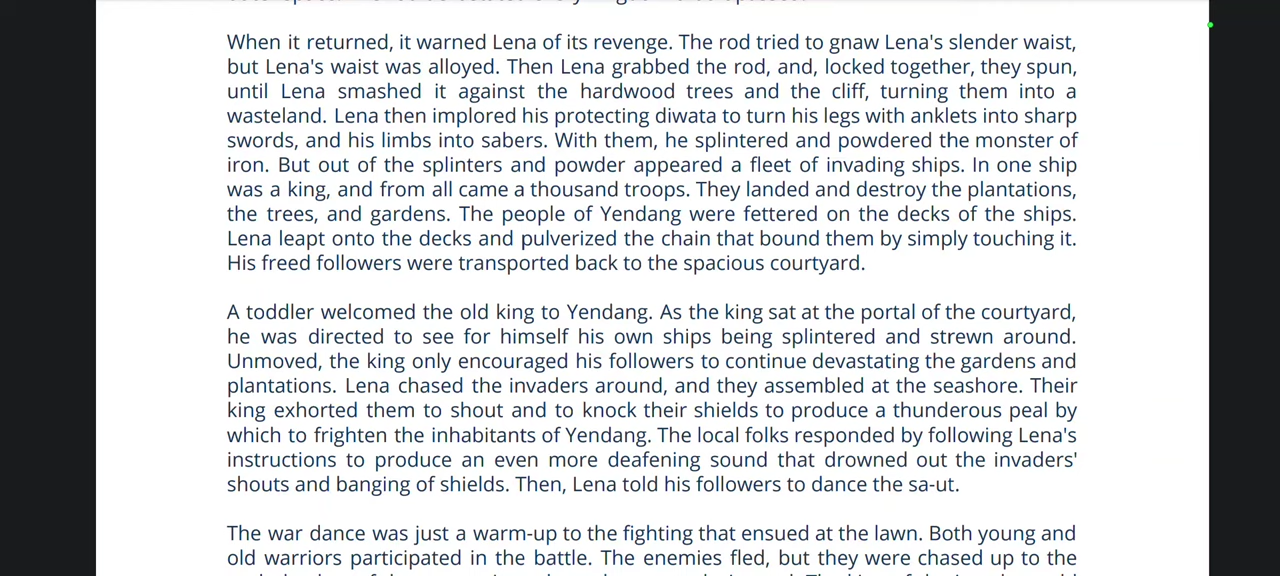 When it returned, it warned Lena of its revenge. The rod tried to gnaw Lena's slender waist,
but Lena's waist was alloyed. Then Lena grabbed the rod, and, locked together, they spun,
until Lena smashed it against the hardwood trees and the cliff, turning them into a
wasteland. Lena then implored his protecting diwata to turn his legs with anklets into sharp
swords, and his limbs into sabers. With them, he splintered and powdered the monster of
iron. But out of the splinters and powder appeared a fleet of invading ships. In one ship
was a king, and from all came a thousand troops. They landed and destroy the plantations,
the trees, and gardens. The people of Yendang were fettered on the decks of the ships.
Lena leapt onto the decks and pulverized the chain that bound them by simply touching it.
His freed followers were transported back to the spacious courtyard.
A toddler welcomed the old king to Yendang. As the king sat at the portal of the courtyard,
he was directed to see for himself his own ships being splintered and strewn around.
Unmoved, the king only encouraged his followers to continue devastating the gardens and
plantations. Lena chased the invaders around, and they assembled at the seashore. Their
king exhorted them to shout and to knock their shields to produce a thunderous peal by
which to frighten the inhabitants of Yendang. The local folks responded by following Lena's
instructions to produce an even more deafening sound that drowned out the invaders'
shouts and banging of shields. Then, Lena told his followers to dance the sa-ut.
The war dance was just a warm-up to the fighting that ensued at the lawn. Both young and
old warriors participated in the battle. The enemies fled, but they were chased up to the